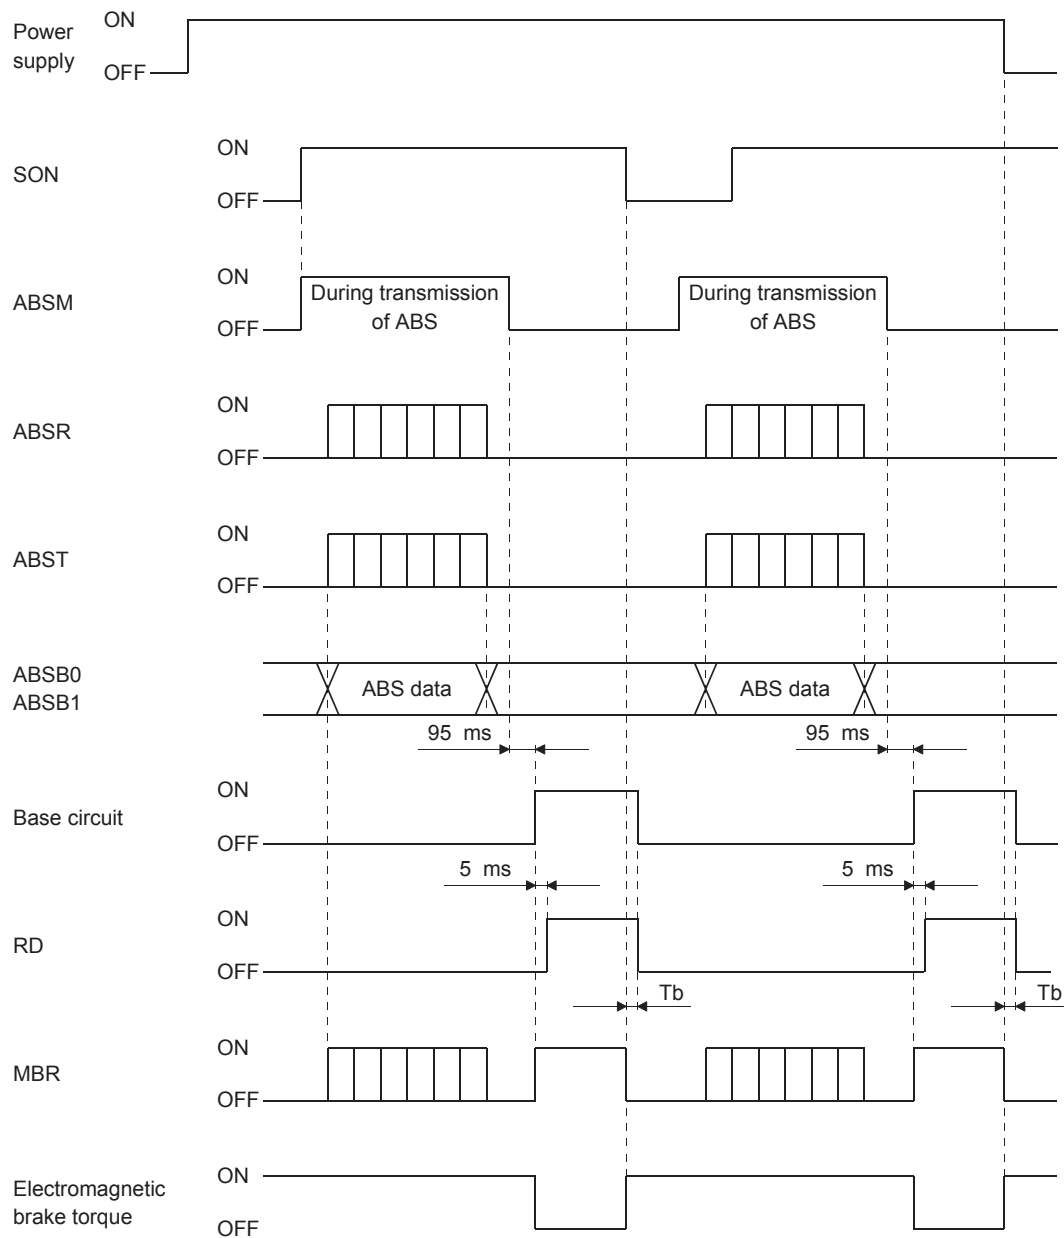 Power
supply
ON
OFF
SON
ON
OFF
ABSM
ON
OFF
During transmission
of ABS
During transmission
of ABS
ABSR
ON
OFF
ABST
ON
OFF
ABSB0
ABSB1
ABS data
ABS data
95 ms
95 ms
Base circuit
ON
OFF
5 ms
5 ms
RD
ON
OFF
Tb
Tb
MBR
ON
OFF
Electromagnetic
brake torque
ON
OFF